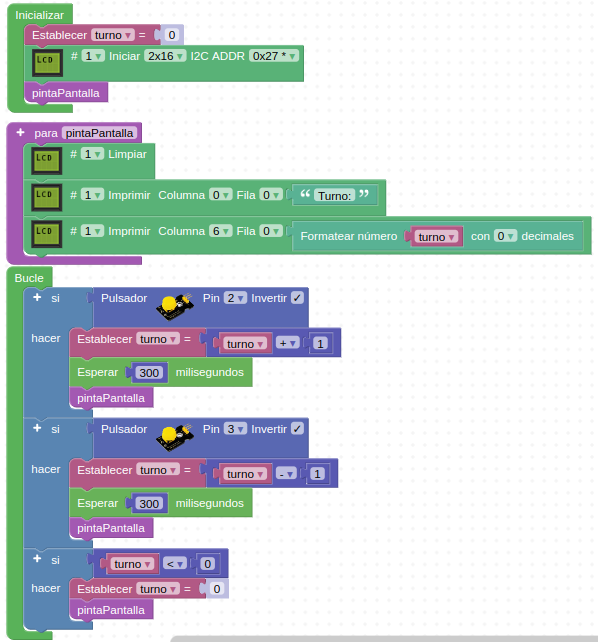 Inicializar
Establecer turno ▾ = 0
LCD # 1 ▾ Iniciar 2x16 ▾ I2C ADDR 0x27 * ▾
pintaPantalla
+ para pintaPantalla
LCD # 1 ▾ Limpiar
LCD # 1 ▾ Imprimir Columna 0 ▾ Fila 0 ▾ “ Turno: ”
LCD # 1 ▾ Imprimir Columna 6 ▾ Fila 0 ▾ Formatear número turno ▾ con 0 ▾ decimales
Bucle
+ si Pulsador Pin 2 ▾ Invertir ✓
hacer Establecer turno ▾ = turno ▾ + ▾ 1
Esperar 300 milisegundos
pintaPantalla
+ si Pulsador Pin 3 ▾ Invertir ✓
hacer Establecer turno ▾ = turno ▾ - ▾ 1
Esperar 300 milisegundos
pintaPantalla
+ si turno ▾ < ▾ 0
hacer Establecer turno ▾ = 0
pintaPantalla